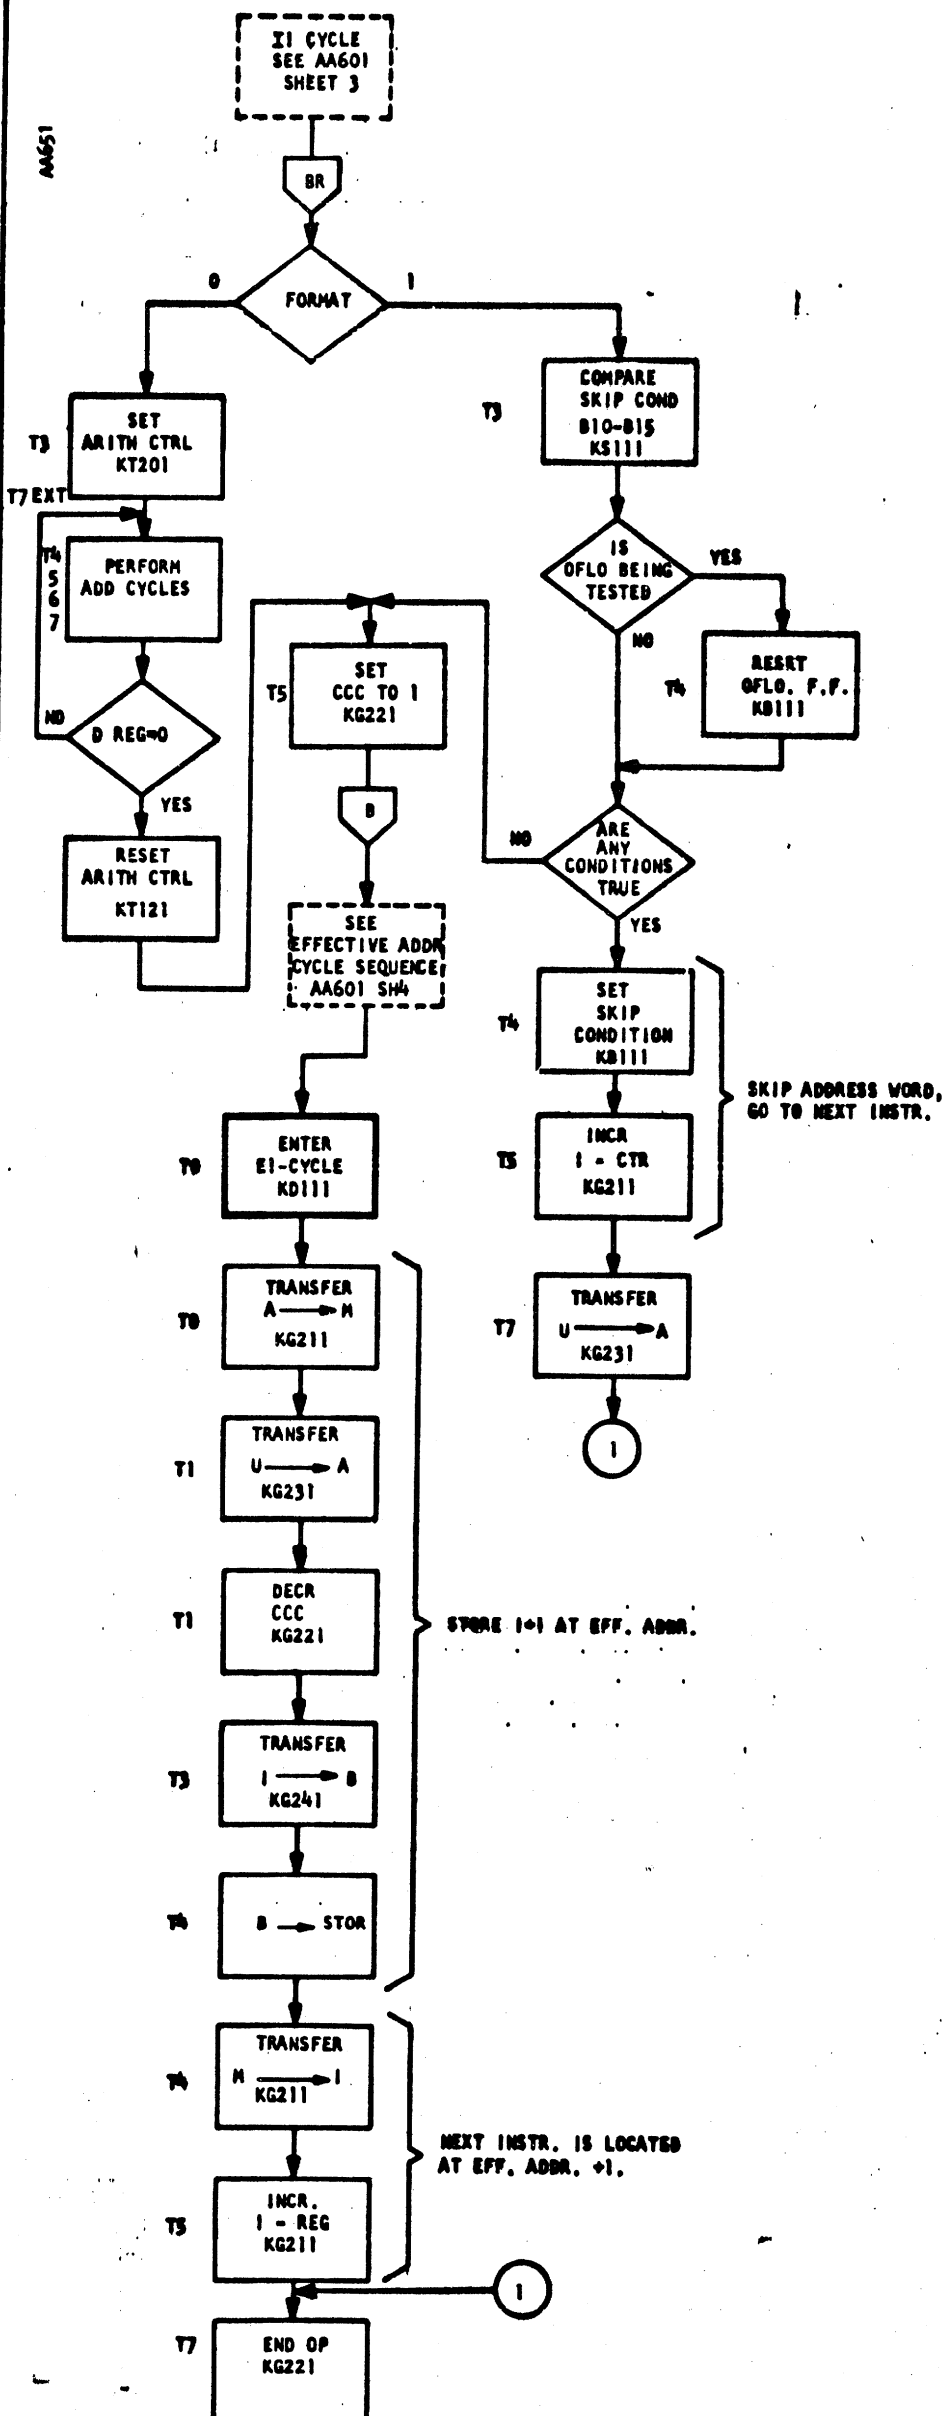 I1 CYCLE
SEE AA601
SHEET 3
AA651
BR
0
FORMAT
1
T3
SET
ARITH CTRL
KT201
T3
COMPARE
SKIP COND
B10-B15
KS111
T7 EXT
T4
5
6
7
PERFORM
ADD CYCLES
IS
OFLO BEING
TESTED
YES
NO
T4
RESET
OFLO. F.F.
KB111
T5
SET
CCC TO 1
KG221
NO
D REG=0
YES
B
NO
ARE
ANY
CONDITIONS
TRUE
YES
RESET
ARITH CTRL
KT121
SEE
EFFECTIVE ADDR
CYCLE SEQUENCE
AA601 SH4
T4
SET
SKIP
CONDITION
KB111
SKIP ADDRESS WORD,
GO TO NEXT INSTR.
T5
INCR
I - CTR
KG211
T0
ENTER
E1-CYCLE
KD111
T0
TRANSFER
A → M
KG211
T7
TRANSFER
U → A
KG231
1
T1
TRANSFER
U → A
KG231
T1
DECR
CCC
KG221
STORE I+1 AT EFF. ADDR.
T3
TRANSFER
I → B
KG241
T4
B → STOR
T4
TRANSFER
M → I
KG211
NEXT INSTR. IS LOCATED
AT EFF. ADDR. +1.
T5
INCR.
I - REG
KG211
1
T7
END OP
KG221